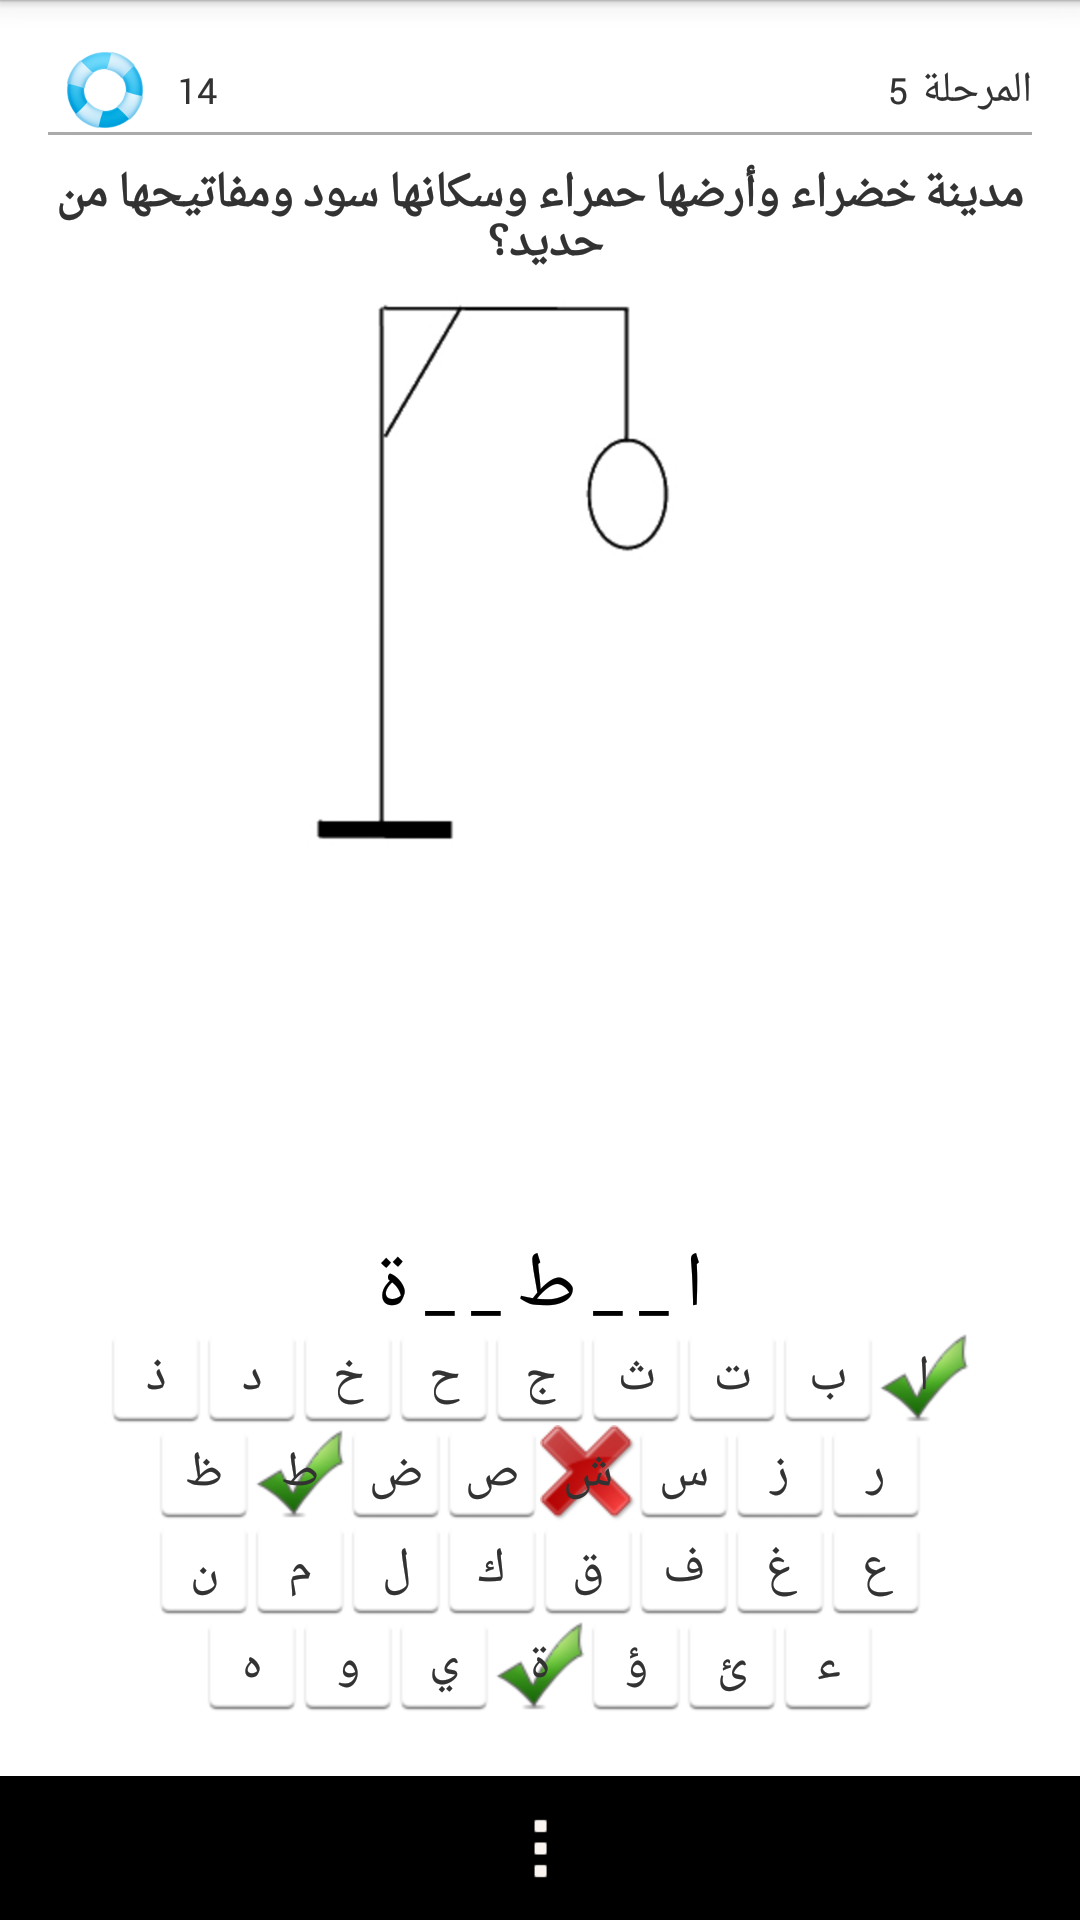 المرحلة 5
14
مدينة خضراء وأرضها حمراء وسكانها سود ومفاتيحها من
حديد؟
ا _ _ ط _ _ ة
ا ب ت ث ج ح خ د ذ
ر ز س ش ص ض ط ظ
ع غ ف ق ك ل م ن
ء ئ ؤ ة ي و ه